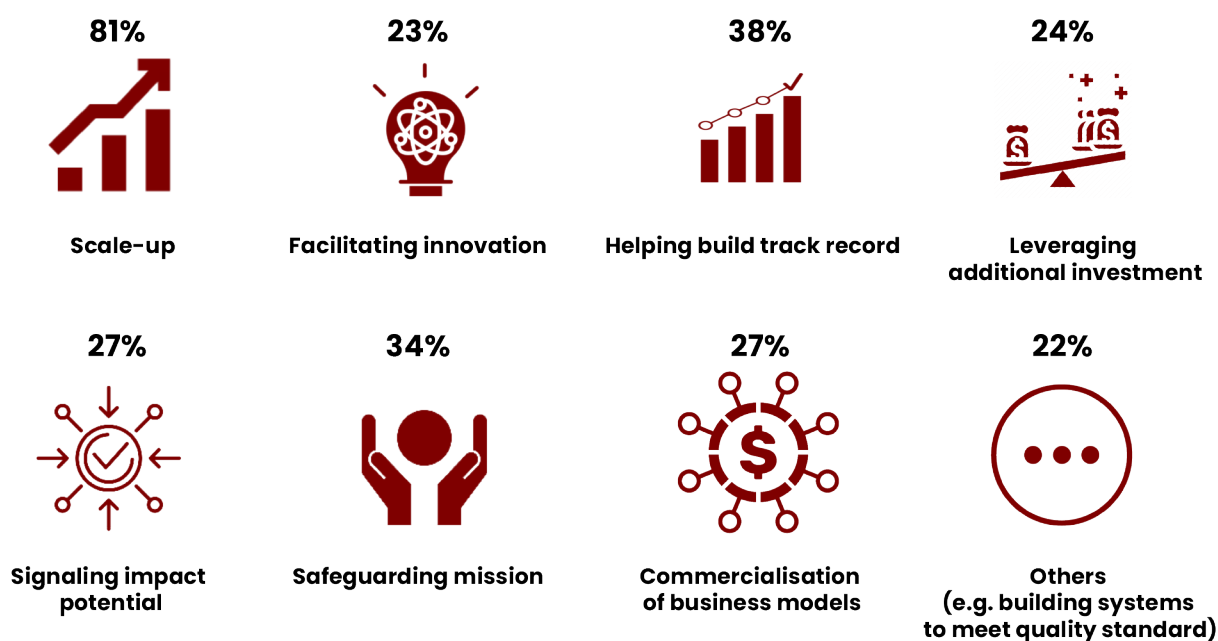 81%
23%
38%
24%
Scale-up
Facilitating innovation
Helping build track record
Leveraging
additional investment
27%
34%
27%
22%
Signaling impact
potential
Safeguarding mission
Commercialisation
of business models
Others
(e.g. building systems
to meet quality standard)